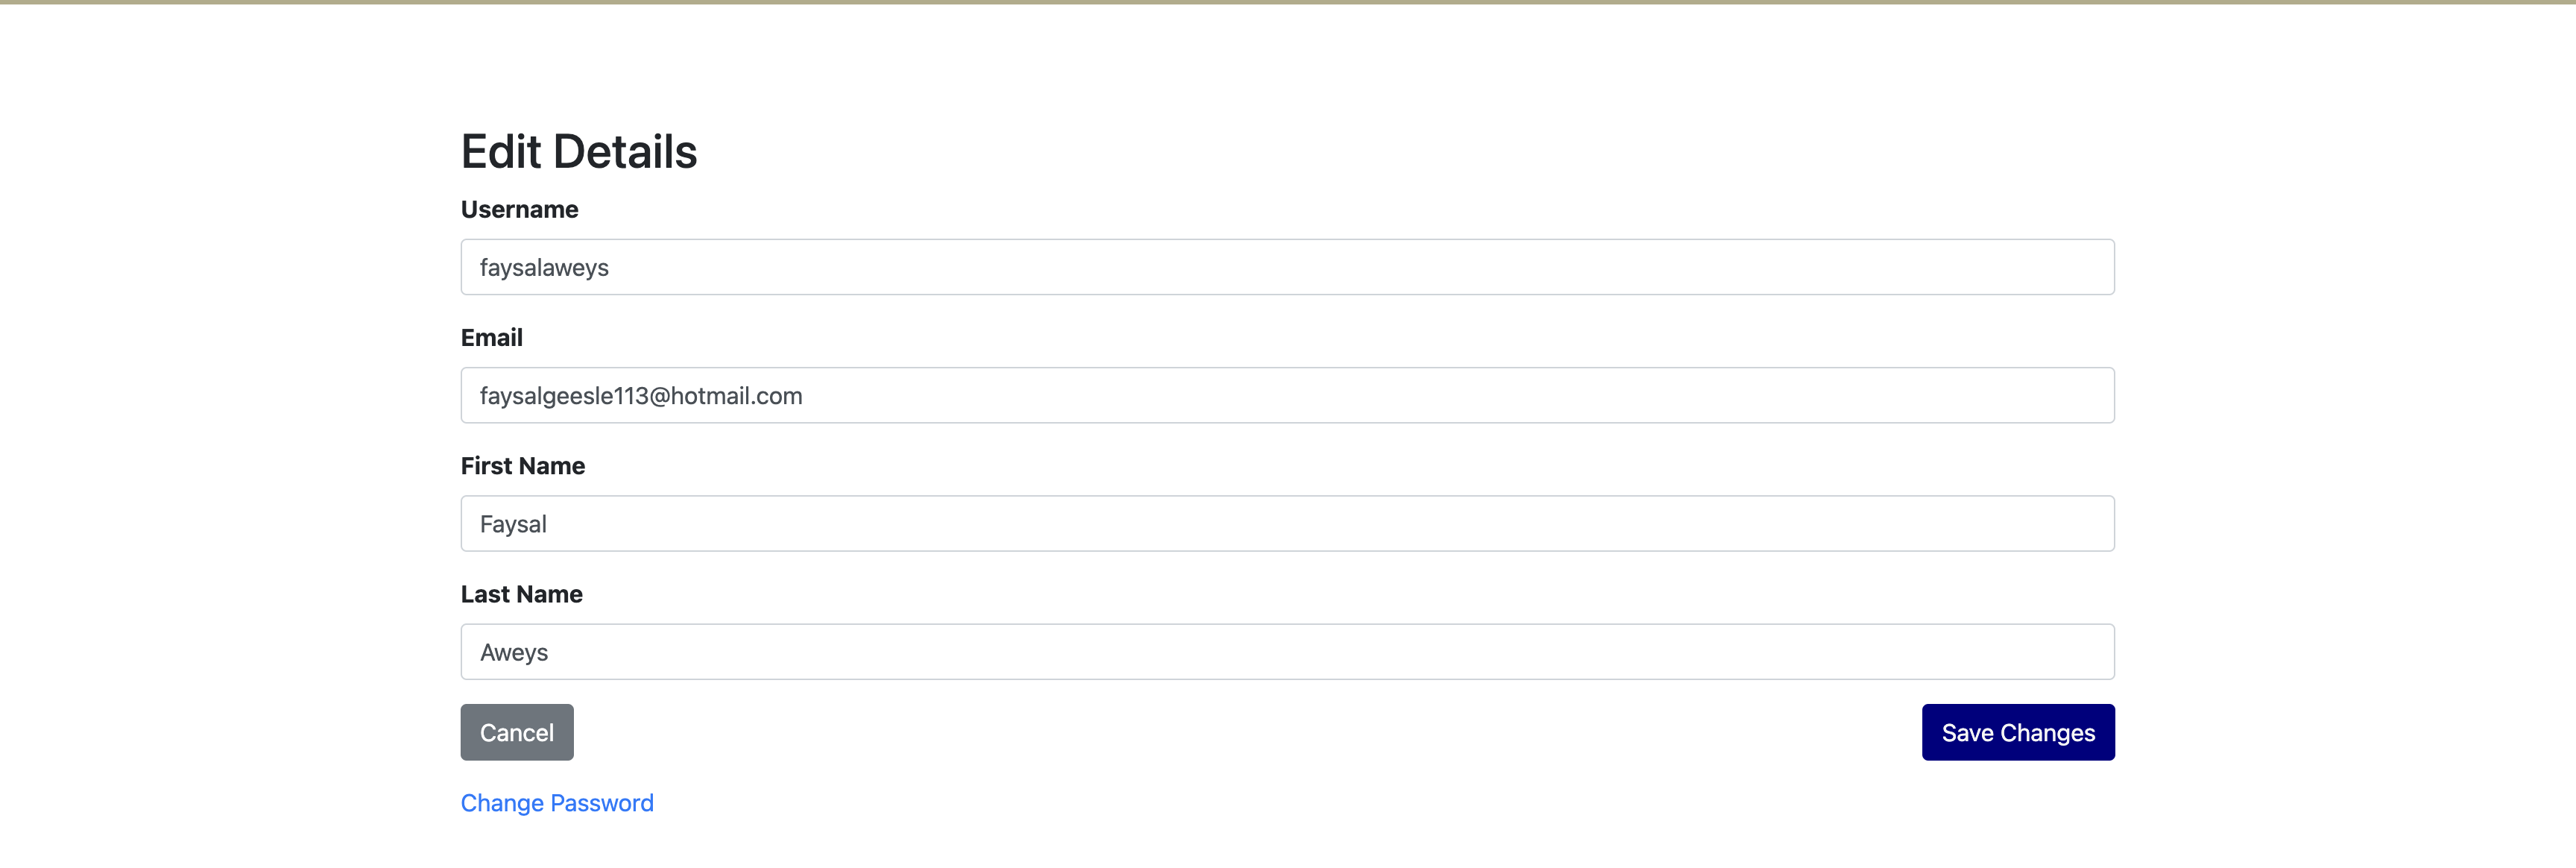 Edit Details
Username
faysalaweys
Email
faysalgeesle113@hotmail.com
First Name
Faysal
Last Name
Aweys
Cancel
Save Changes
Change Password